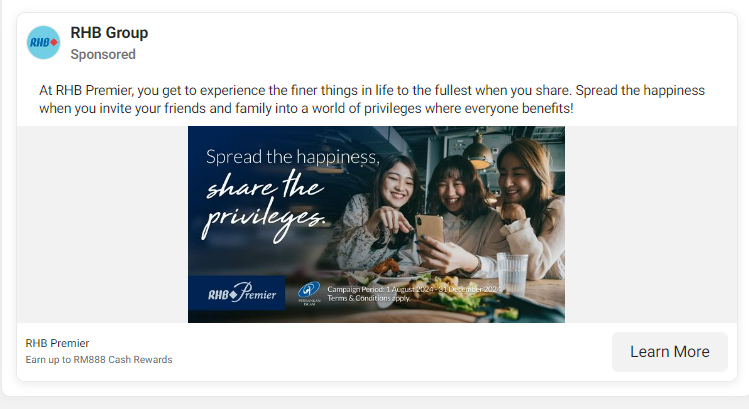 RHB Group
RHB
Sponsored
At RHB Premier, you get to experience the finer things in life to the fullest when you share. Spread the happiness
when you invite your friends and family into a world of privileges where everyone benefits!
Spread the happiness,
share the
privileges.
RHB Premier
PERBANKAN ISLAM
Campaign Period: 1 August 2024 - 31 December 2024
Terms & Conditions apply.
RHB Premier
Earn up to RM888 Cash Rewards
Learn More